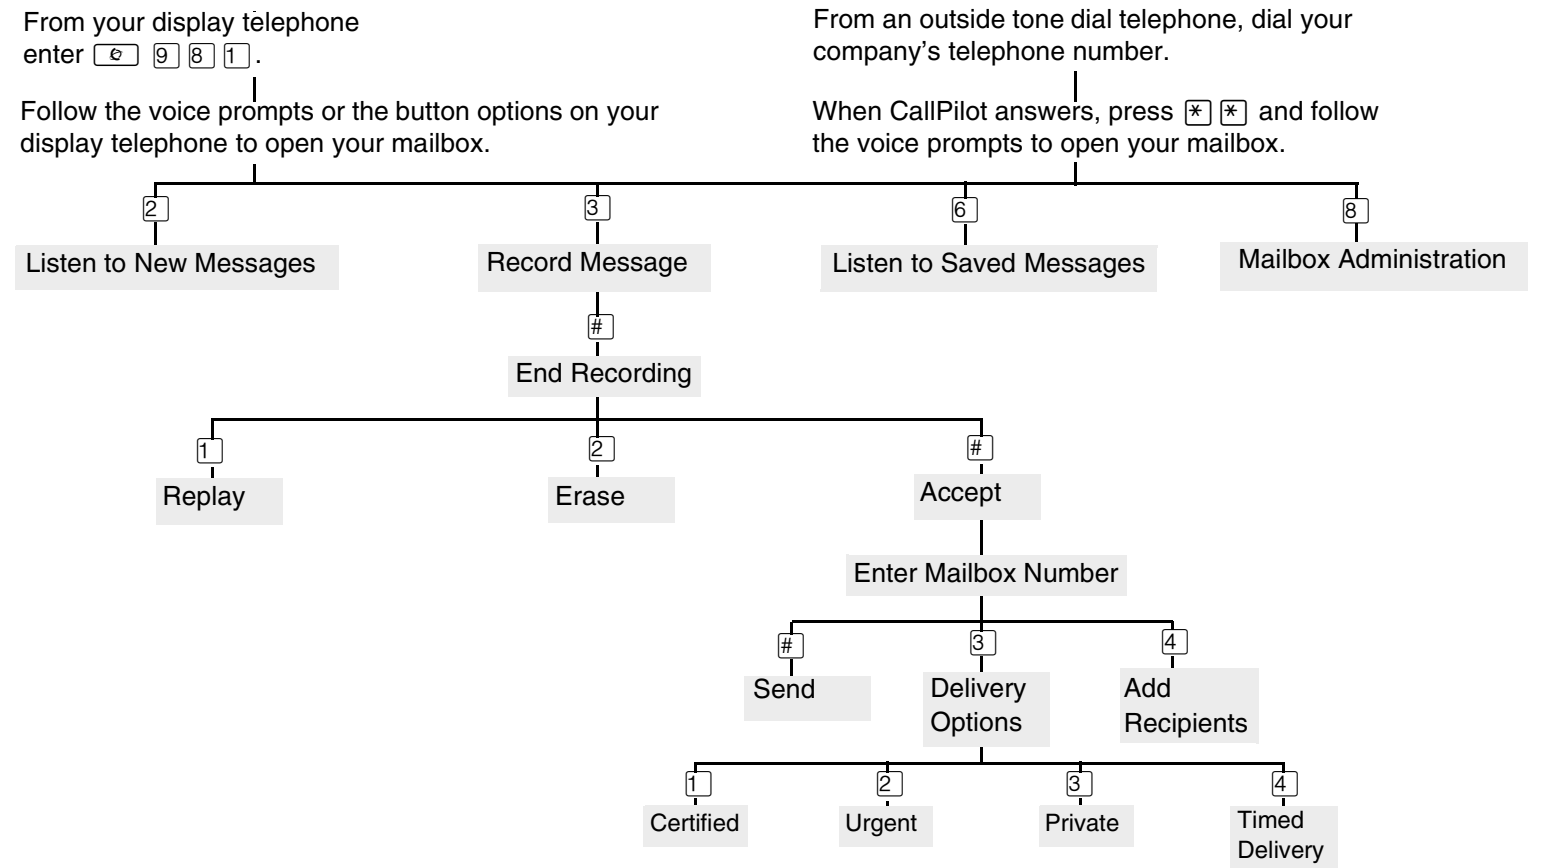 From your display telephone
enter 9 8 1 .
Follow the voice prompts or the button options on your
display telephone to open your mailbox.
From an outside tone dial telephone, dial your
company’s telephone number.
When CallPilot answers, press * * and follow
the voice prompts to open your mailbox.
2
3
6
8
Listen to New Messages
Record Message
Listen to Saved Messages
Mailbox Administration
#
End Recording
1
2
#
Replay
Erase
Accept
Enter Mailbox Number
#
3
4
Send
Delivery
Options
Add
Recipients
1
2
3
4
Certified
Urgent
Private
Timed
Delivery